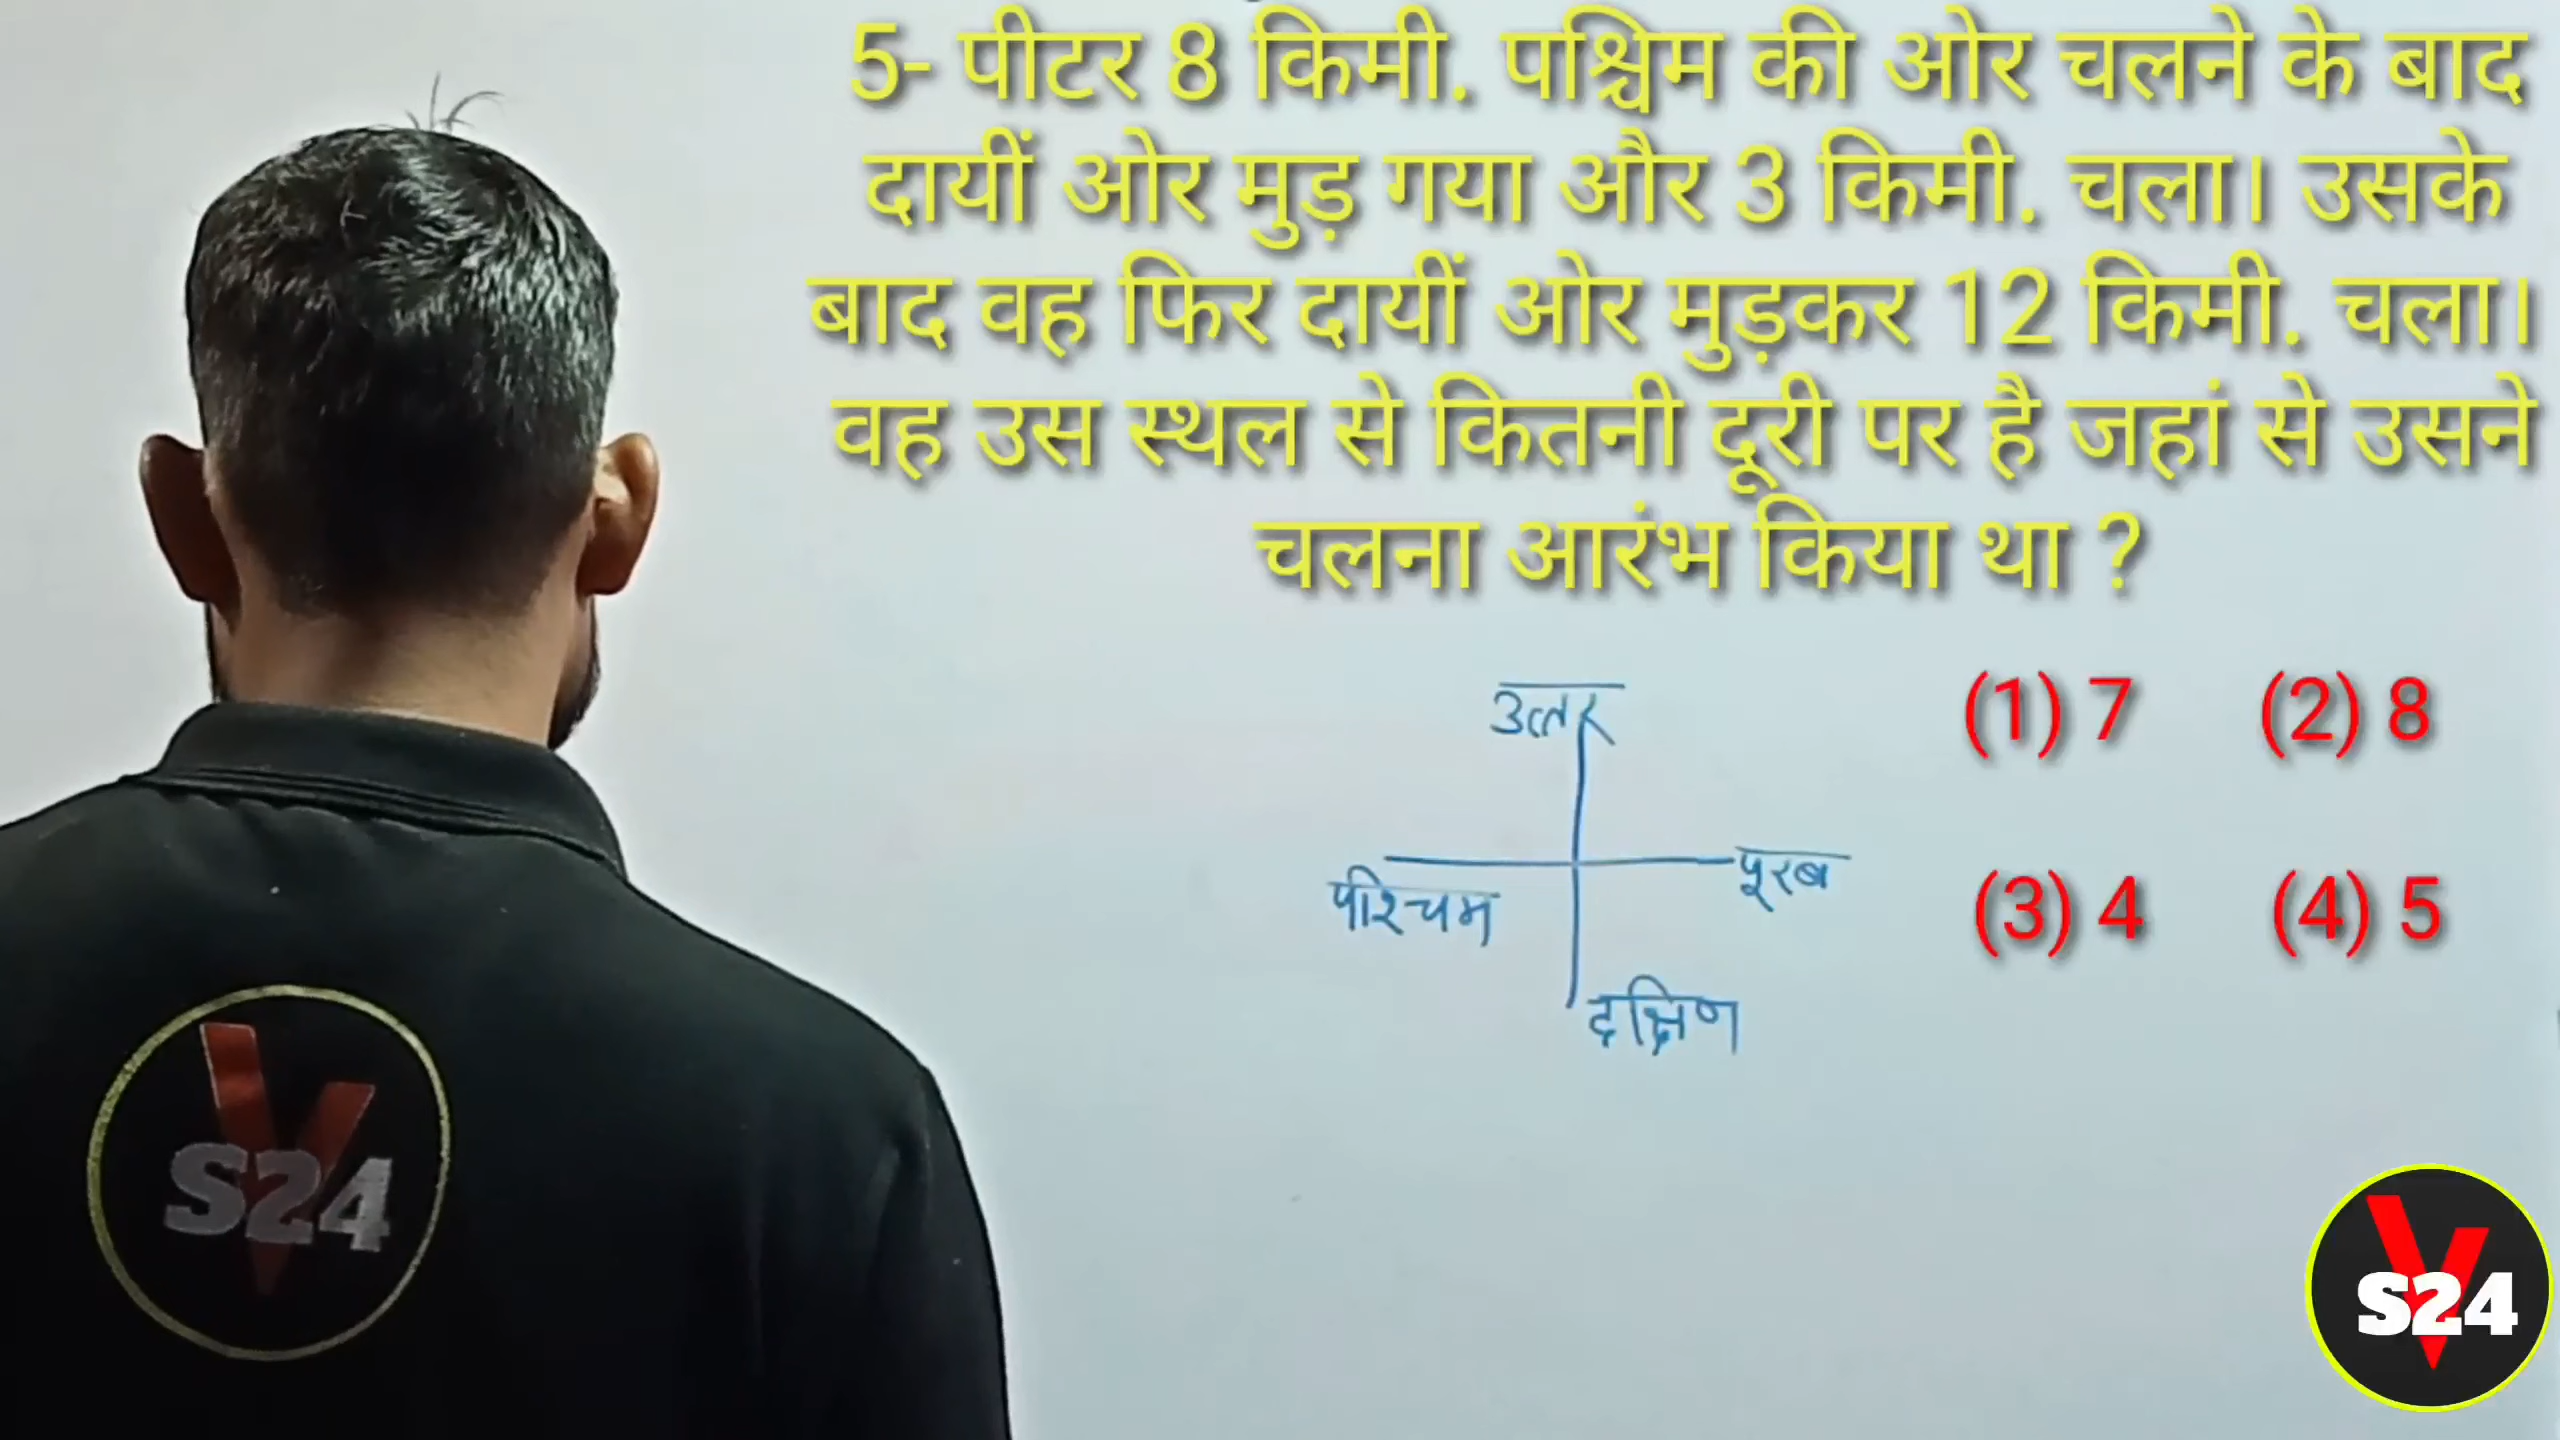 5- पीटर 8 किमी. पश्चिम की ओर चलने के बाद
दायीं ओर मुड़ गया और 3 किमी. चला। उसके
बाद वह फिर दायीं ओर मुड़कर 12 किमी. चला।
वह उस स्थल से कितनी दूरी पर है जहां से उसने
चलना आरंभ किया था ?
उत्तर
(1) 7 (2) 8
पूरब
पश्चिम
(3) 4 (4) 5
दक्षिण
V
S24
V
S24